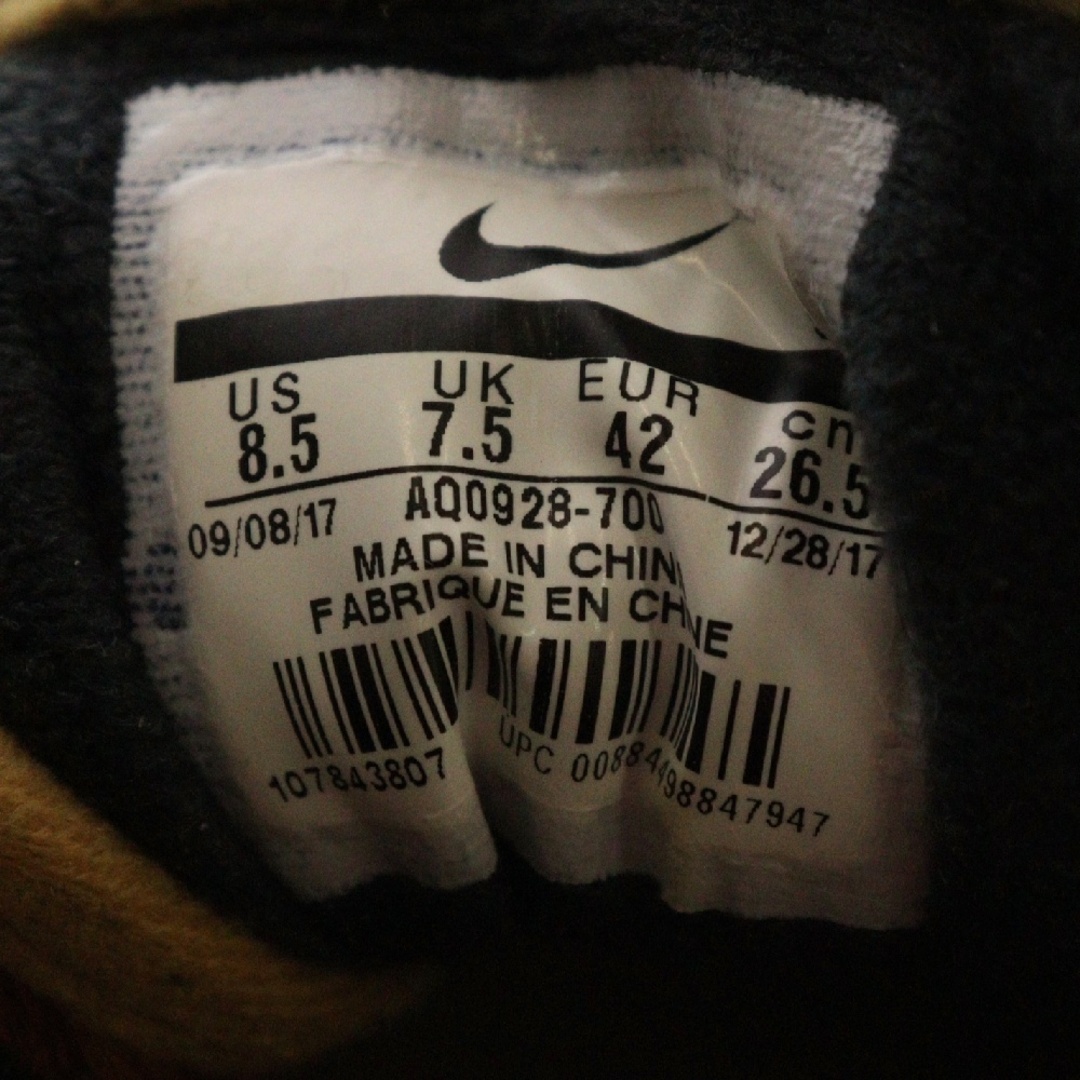 US UK EUR cm
8.5 7.5 42 26.5
09/08/17 AQ0928-700 12/28/17
MADE IN CHINA
FABRIQUE EN CHINE
107843807 UPC 00884498847947